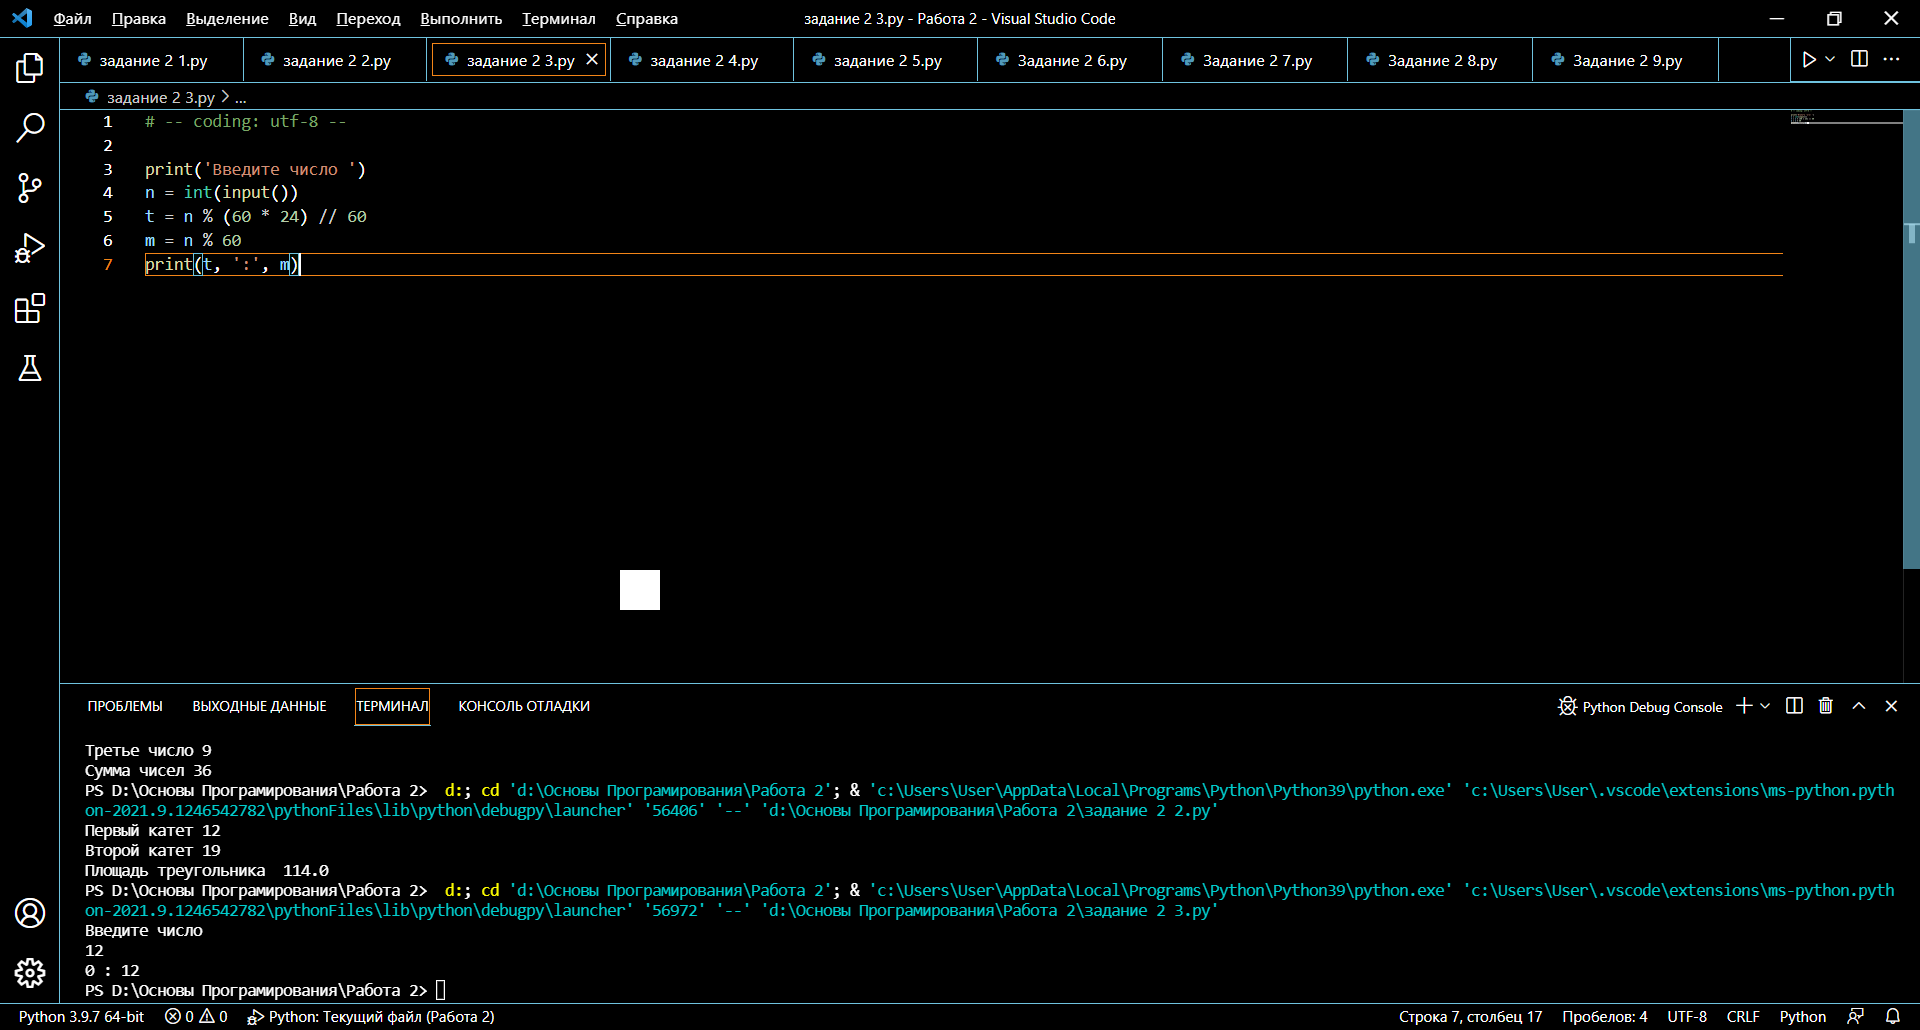 Файл Правка Выделение Вид Переход Выполнить Терминал Справка
задание 2 3.py - Работа 2 - Visual Studio Code
задание 2 1.py
задание 2 2.py
задание 2 3.py
задание 2 4.py
задание 2 5.py
Задание 2 6.py
Задание 2 7.py
Задание 2 8.py
Задание 2 9.py
задание 2 3.py > ...
1 # -- coding: utf-8 --
2
3 print('Введите число ')
4 n = int(input())
5 t = n % (60 * 24) // 60
6 m = n % 60
7 print(t, ':', m)
ПРОБЛЕМЫ ВЫХОДНЫЕ ДАННЫЕ ТЕРМИНАЛ КОНСОЛЬ ОТЛАДКИ
Python Debug Console
Третье число 9
Сумма чисел 36
PS D:\Основы Програмирования\Работа 2>  d:; cd 'd:\Основы Програмирования\Работа 2'; & 'c:\Users\User\AppData\Local\Programs\Python\Python39\python.exe' 'c:\Users\User\.vscode\extensions\ms-python.pyth
on-2021.9.1246542782\pythonFiles\lib\python\debugpy\launcher' '56406' '--' 'd:\Основы Програмирования\Работа 2\задание 2 2.py'
Первый катет 12
Второй катет 19
Площадь треугольника  114.0
PS D:\Основы Програмирования\Работа 2>  d:; cd 'd:\Основы Програмирования\Работа 2'; & 'c:\Users\User\AppData\Local\Programs\Python\Python39\python.exe' 'c:\Users\User\.vscode\extensions\ms-python.pyth
on-2021.9.1246542782\pythonFiles\lib\python\debugpy\launcher' '56972' '--' 'd:\Основы Програмирования\Работа 2\задание 2 3.py'
Введите число
12
0 : 12
PS D:\Основы Програмирования\Работа 2>
Python 3.9.7 64-bit 0 0 Python: Текущий файл (Работа 2)
Строка 7, столбец 17 Пробелов: 4 UTF-8 CRLF Python